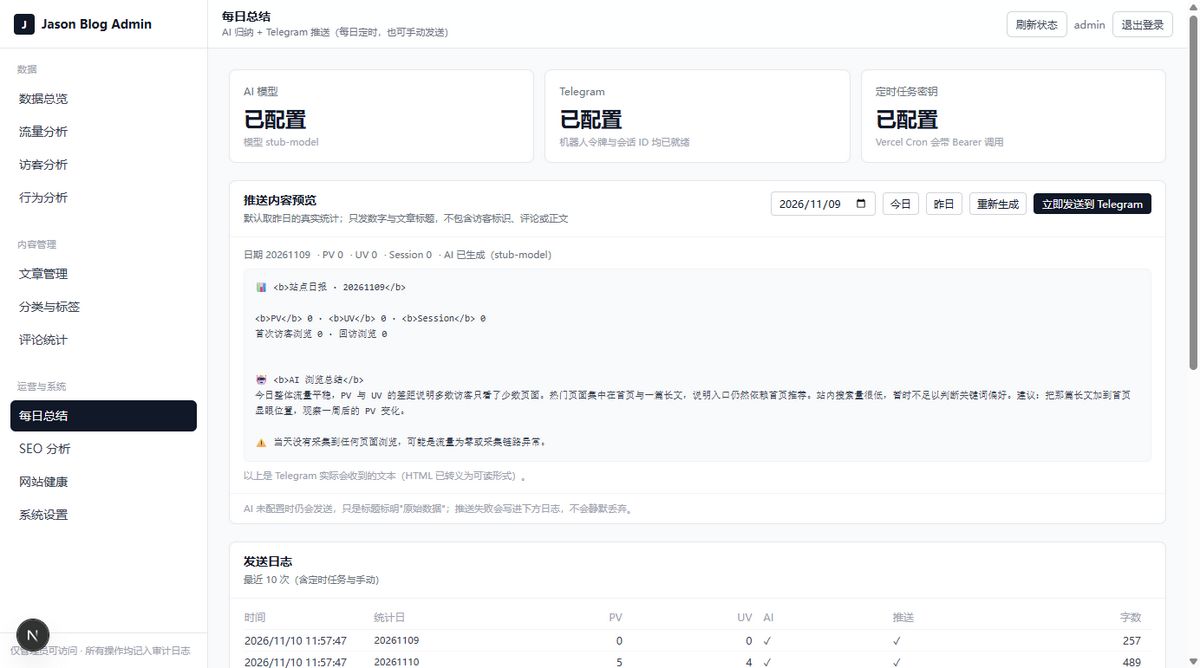 J Jason Blog Admin
数据
数据总览
流量分析
访客分析
行为分析
内容管理
文章管理
分类与标签
评论统计
运营与系统
每日总结
SEO 分析
网站健康
系统设置
N
仅管理员可访问 · 所有操作均记入审计日志
每日总结
AI 归纳 + Telegram 推送（每日定时，也可手动发送）
刷新状态 admin 退出登录
AI 模型
已配置
模型 stub-model
Telegram
已配置
机器人令牌与会话 ID 均已就绪
定时任务密钥
已配置
Vercel Cron 会带 Bearer 调用
推送内容预览
默认取昨日的真实统计；只发数字与文章标题，不包含访客标识、评论或正文
2026/11/09 今日 昨日 重新生成 立即发送到 Telegram
日期 20261109 · PV 0 · UV 0 · Session 0 · AI 已生成（stub-model）
📊 <b>站点日报 · 20261109</b>
<b>PV</b> 0 · <b>UV</b> 0 · <b>Session</b> 0
首次访客浏览 0 · 回访浏览 0
<b>AI 浏览总结</b>
今日整体流量平稳，PV 与 UV 的差距说明多数访客只看了少数页面。热门页面集中在首页与一篇长文，说明入口仍然依赖首页推荐。站内搜索量很低，暂时不足以判断关键词偏好。建议：把那篇长文加到首页
显眼位置，观察一周后的 PV 变化。
⚠️ 当天没有采集到任何页面浏览，可能是流量为零或采集链路异常。
以上是 Telegram 实际会收到的文本（HTML 已转义为可读形式）。
AI 未配置时仍会发送，只是标题标明"原始数据"；推送失败会写进下方日志，不会静默丢弃。
发送日志
最近 10 次（含定时任务与手动）
时间 统计日 PV UV AI 推送 字数
2026/11/10 11:57:47 20261109 0 0 ✓ ✓ 257
2026/11/10 11:57:47 20261110 5 4 ✓ ✓ 489